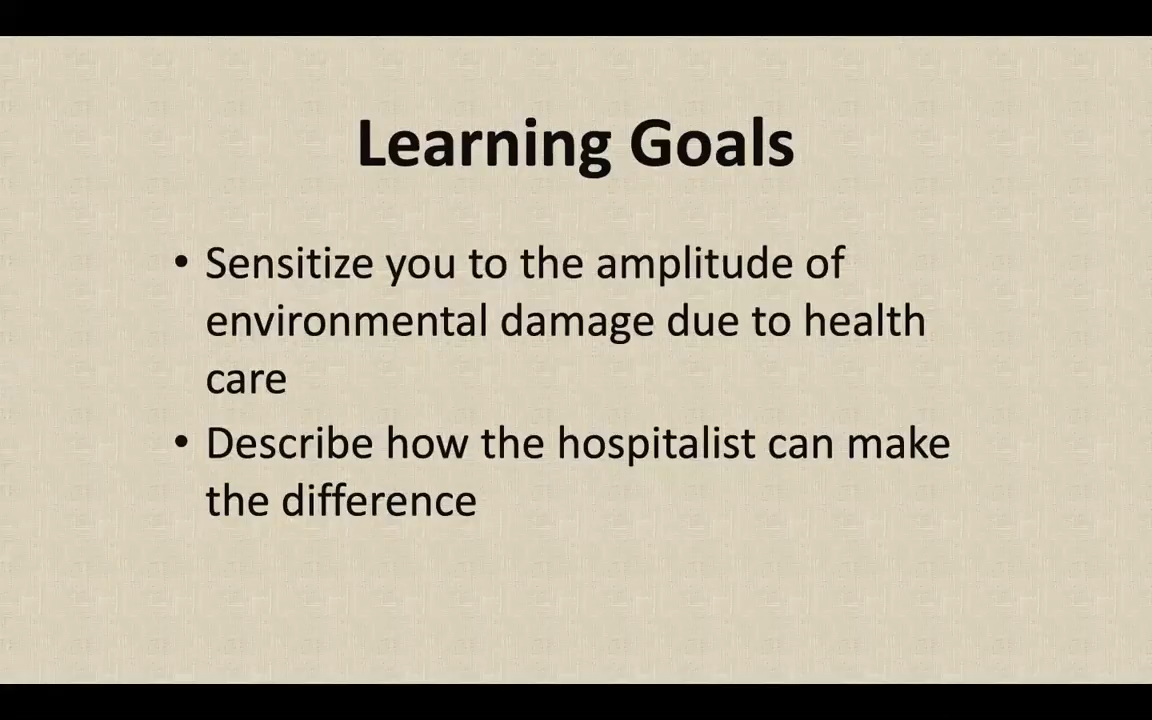 Learning Goals
• Sensitize you to the amplitude of
environmental damage due to health
care
• Describe how the hospitalist can make
the difference